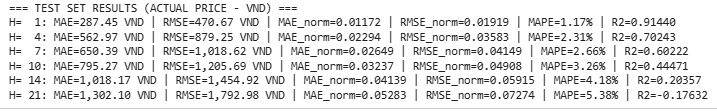 === TEST SET RESULTS (ACTUAL PRICE - VND) ===
H=  1: MAE=287.45 VND | RMSE=470.67 VND | MAE_norm=0.01172 | RMSE_norm=0.01919 | MAPE=1.17% | R2=0.91440
H=  4: MAE=562.97 VND | RMSE=879.25 VND | MAE_norm=0.02294 | RMSE_norm=0.03583 | MAPE=2.31% | R2=0.70243
H=  7: MAE=650.39 VND | RMSE=1,018.62 VND | MAE_norm=0.02649 | RMSE_norm=0.04149 | MAPE=2.66% | R2=0.60222
H= 10: MAE=795.27 VND | RMSE=1,205.69 VND | MAE_norm=0.03237 | RMSE_norm=0.04908 | MAPE=3.26% | R2=0.44471
H= 14: MAE=1,018.17 VND | RMSE=1,454.92 VND | MAE_norm=0.04139 | RMSE_norm=0.05915 | MAPE=4.18% | R2=0.20357
H= 21: MAE=1,302.10 VND | RMSE=1,792.98 VND | MAE_norm=0.05283 | RMSE_norm=0.07274 | MAPE=5.38% | R2=-0.17632